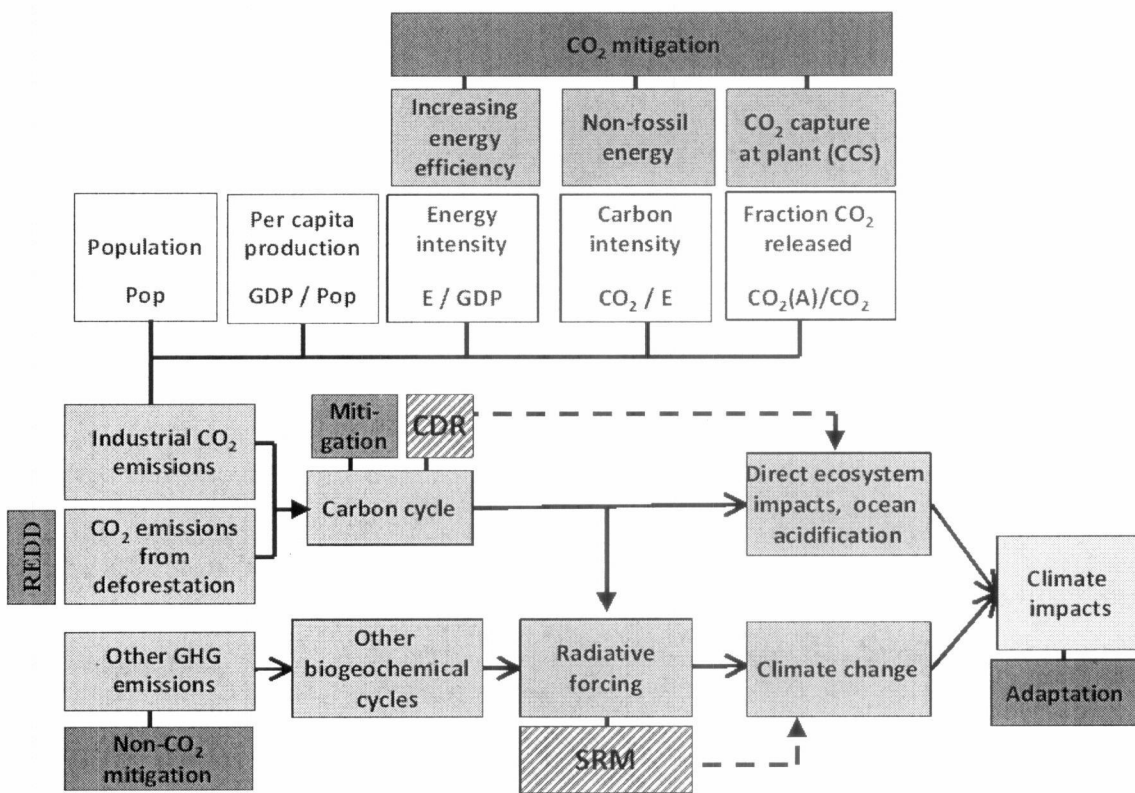 CO₂ mitigation
Increasing
energy
efficiency
Non-fossil
energy
CO₂ capture
at plant (CCS)
Population
Pop
Per capita
production
GDP / Pop
Energy
intensity
E / GDP
Carbon
intensity
CO₂ / E
Fraction CO₂
released
CO₂(A)/CO₂
Industrial CO₂
emissions
Miti-
gation
CDR
Carbon cycle
Direct ecosystem
impacts, ocean
acidification
REDD
CO₂ emissions
from
deforestation
Climate
impacts
Adaptation
Other GHG
emissions
Other
biogeochemical
cycles
Radiative
forcing
Climate change
Non-CO₂
mitigation
SRM